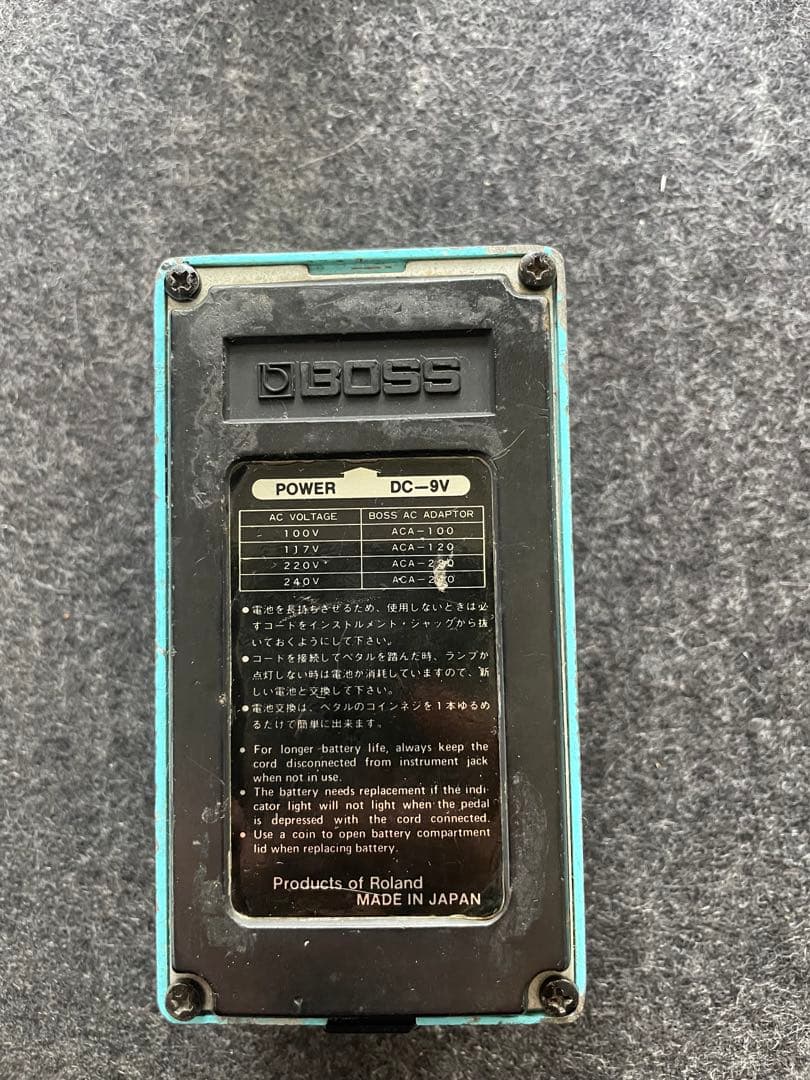 BOSS
POWER DC-9V
AC VOLTAGE BOSS AC ADAPTOR
100V ACA-100
117V ACA-120
220V ACA-220
240V ACA-240
●電池を長持ちさせるため、使用しないときは必
ずコードをインストルメント・ジャックから抜
いておくようにして下さい。
●コードを接続してペタルを踏んだ時、ランプが
点灯しない時は電池が消耗していますので、新
しい電池と交換して下さい。
●電池交換は、ペタルのコインネジを1本ゆるめ
るだけで簡単に出来ます。
● For longer battery life, always keep the
cord disconnected from instrument jack
when not in use.
● The battery needs replacement if the indi-
cator light will not light when the pedal
is depressed with the cord connected.
● Use a coin to open battery compartment
lid when replacing battery.
Products of Roland
MADE IN JAPAN